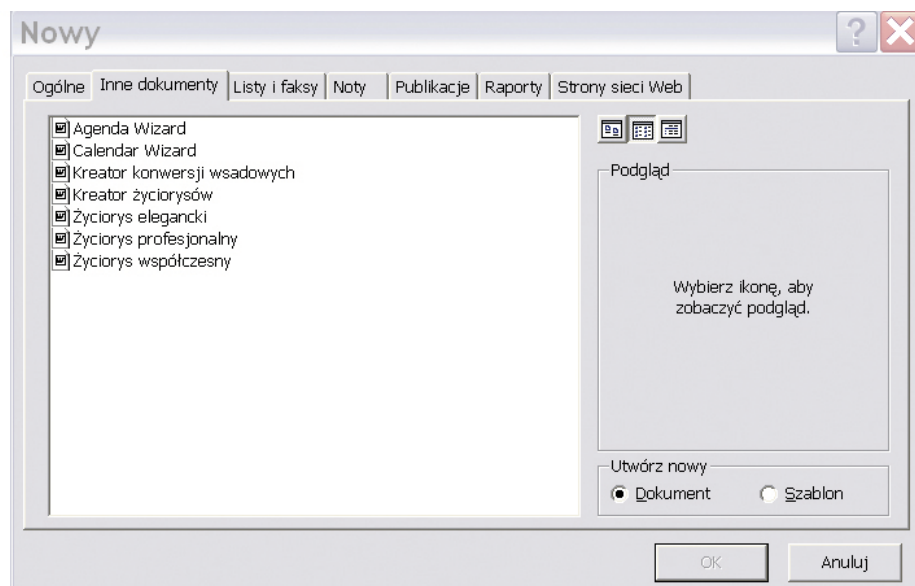 Nowy
Ogólne Inne dokumenty Listy i faksy Noty Publikacje Raporty Strony sieci Web
Agenda Wizard
Calendar Wizard
Kreator konwersji wsadowych
Kreator życiorysów
Życiorys elegancki
Życiorys profesjonalny
Życiorys współczesny
Podgląd
Wybierz ikonę, aby
zobaczyć podgląd.
Utwórz nowy
Dokument Szablon
OK Anuluj